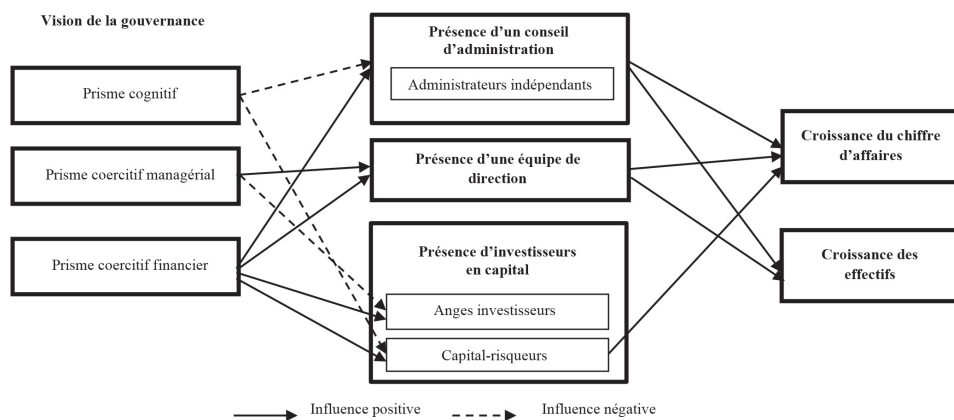 Vision de la gouvernance
Prisme cognitif
Prisme coercitif managérial
Prisme coercitif financier
Présence d'un conseil
d'administration
Administrateurs indépendants
Présence d'une équipe de
direction
Présence d'investisseurs
en capital
Anges investisseurs
Capital-risqueurs
Croissance du chiffre
d'affaires
Croissance des
effectifs
Influence positive
Influence négative